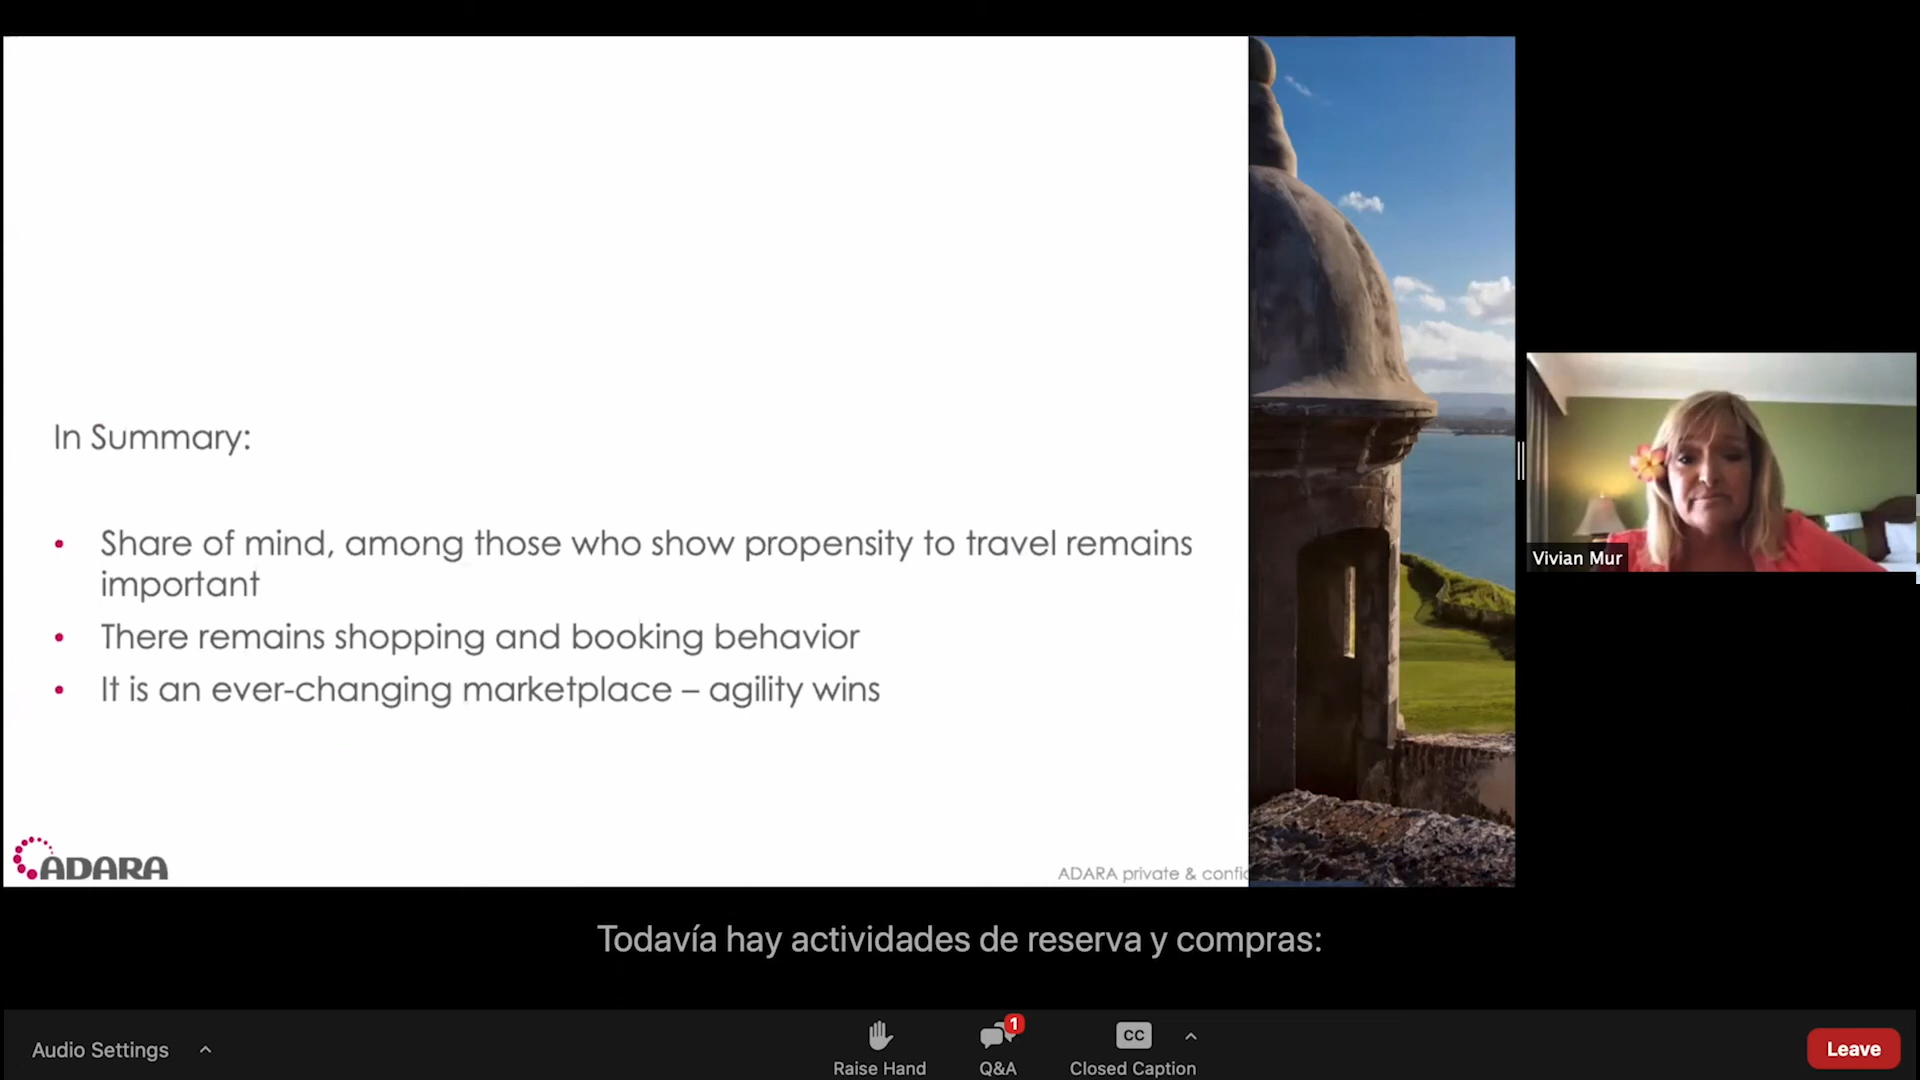 In Summary:
• Share of mind, among those who show propensity to travel remains
important
• There remains shopping and booking behavior
• It is an ever-changing marketplace – agility wins
ADARA
ADARA private & confid
Vivian Mur
Todavía hay actividades de reserva y compras:
Audio Settings
Raise Hand
1
Q&A
CC
Closed Caption
Leave